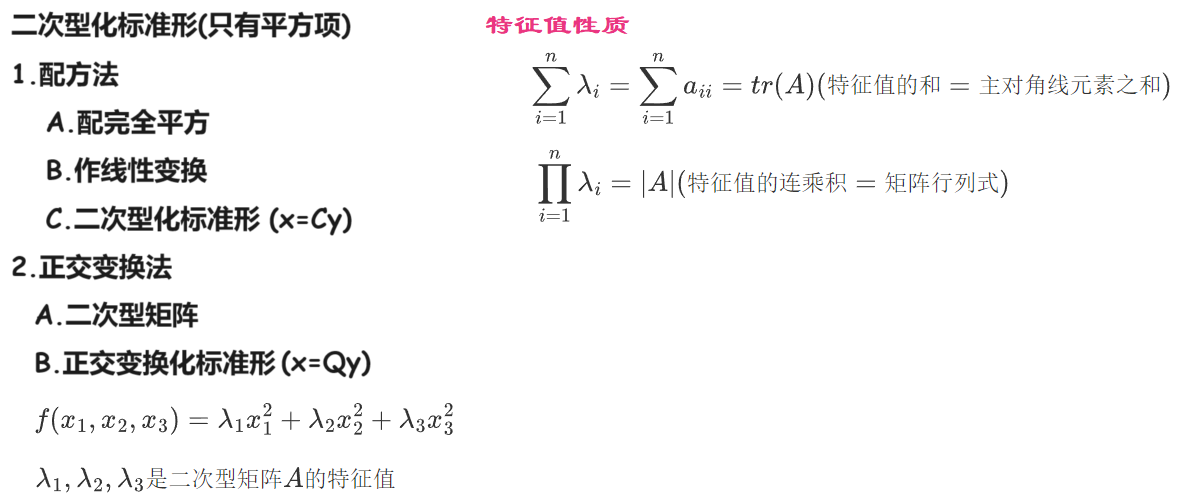 二次型化标准形(只有平方项)
1.配方法
A.配完全平方
B.作线性变换
C.二次型化标准形 (x=Cy)
2.正交变换法
A.二次型矩阵
B.正交变换化标准形 (x=Qy)
$f(x_1,x_2,x_3)=\lambda_1x_1^2+\lambda_2x_2^2+\lambda_3x_3^2$
$\lambda_1,\lambda_2,\lambda_3$是二次型矩阵$A$的特征值
特征值性质
$\sum_{i=1}^{n}\lambda_i=\sum_{i=1}^{n}a_{ii}=tr(A)$(特征值的和 = 主对角线元素之和)
$\prod_{i=1}^{n}\lambda_i=|A|$(特征值的连乘积 = 矩阵行列式)